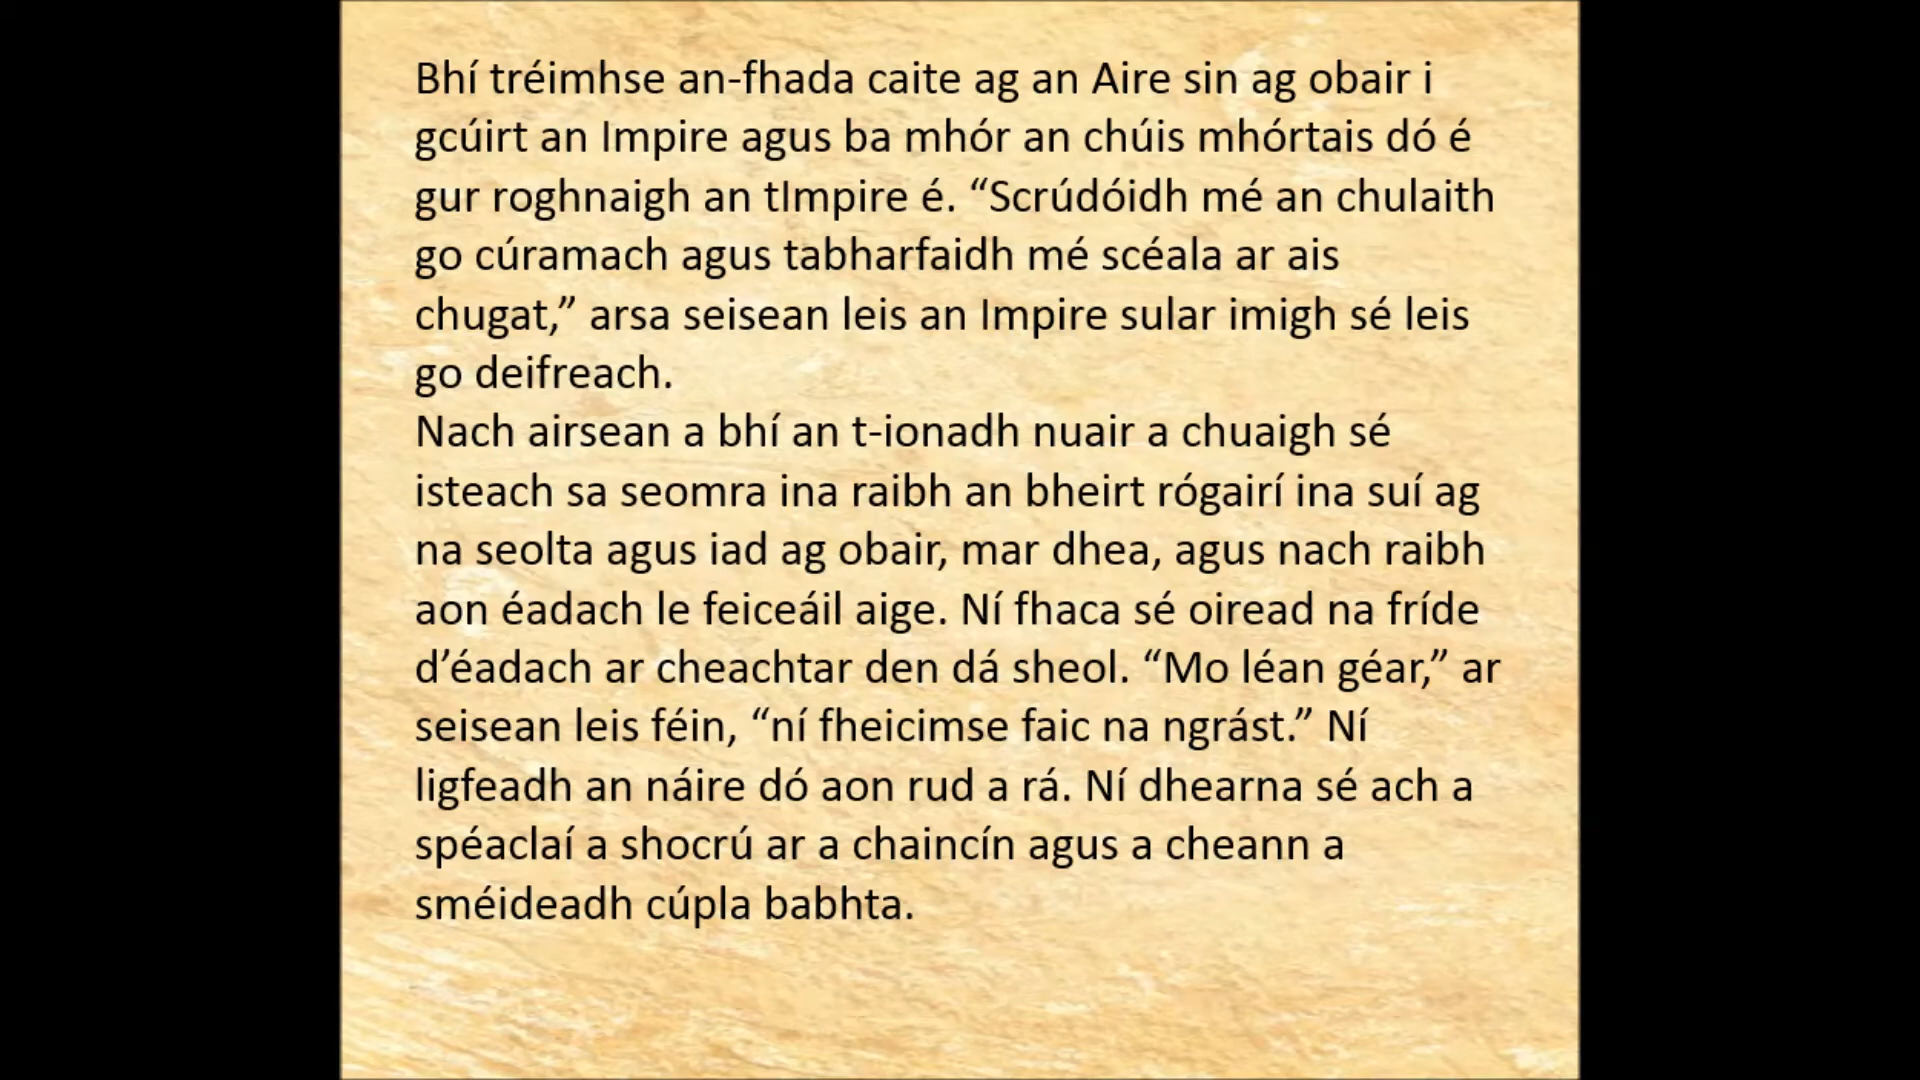 Bhí tréimhse an-fhada caite ag an Aire sin ag obair i
gcúirt an Impire agus ba mhór an chúis mhórtais dó é
gur roghnaigh an tImpire é. “Scrúdóidh mé an chulaith
go cúramach agus tabharfaidh mé scéala ar ais
chugat,” arsa seisean leis an Impire sular imigh sé leis
go deifreach.
Nach airsean a bhí an t-ionadh nuair a chuaigh sé
isteach sa seomra ina raibh an bheirt rógairí ina suí ag
na seolta agus iad ag obair, mar dhea, agus nach raibh
aon éadach le feiceáil aige. Ní fhaca sé oiread na fríde
d’éadach ar cheachtar den dá sheol. “Mo léan géar,” ar
seisean leis féin, “ní fheicimse faic na ngrást.” Ní
ligfeadh an náire dó aon rud a rá. Ní dhearna sé ach a
spéaclaí a shocrú ar a chaincín agus a cheann a
sméideadh cúpla babhta.